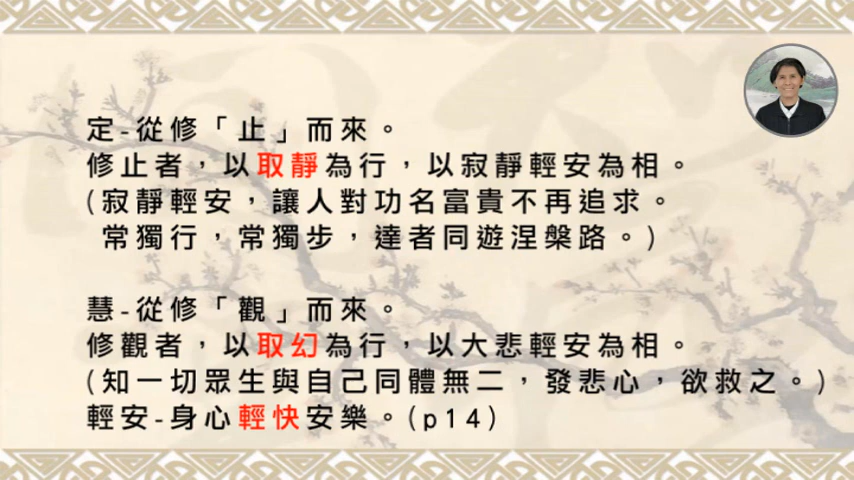 定-從修「止」而來。
修止者，以取靜為行，以寂靜輕安為相。
(寂靜輕安，讓人對功名富貴不再追求。
常獨行，常獨步，達者同遊涅槃路。)
慧-從修「觀」而來。
修觀者，以取幻為行，以大悲輕安為相。
(知一切眾生與自己同體無二，發悲心，欲救之。)
輕安-身心輕快安樂。(p14)